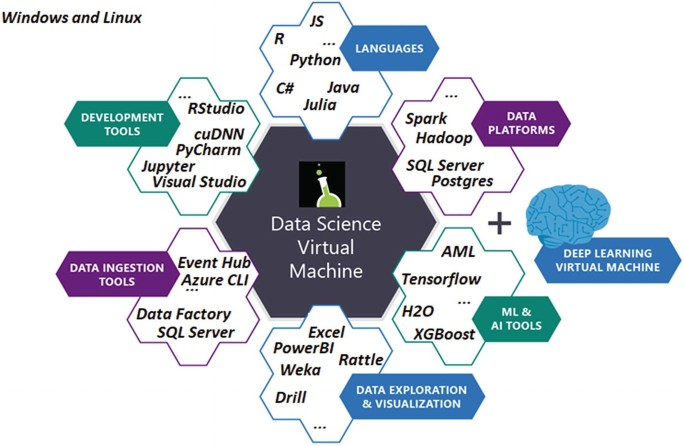 Windows and Linux
JS
R
...
Python
C#
Java
Julia
LANGUAGES
...
RStudio
cuDNN
PyCharm
Jupyter
Visual Studio
DEVELOPMENT
TOOLS
...
Spark
Hadoop
SQL Server
Postgres
DATA
PLATFORMS
Data Science
Virtual
Machine
+
DEEP LEARNING
VIRTUAL MACHINE
DATA INGESTION
TOOLS
Event Hub
Azure CLI
...
Data Factory
SQL Server
AML
Tensorflow
...
H2O
XGBoost
ML &
AI TOOLS
Excel
PowerBI
Rattle
Weka
Drill
...
DATA EXPLORATION
& VISUALIZATION